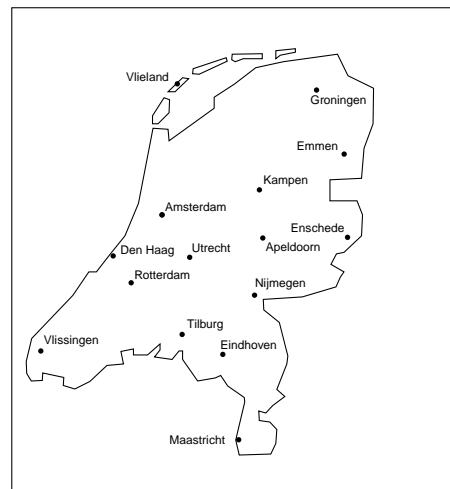 Vlieland
Groningen
Emmen
Kampen
Amsterdam
Enschede
Apeldoorn
Den Haag
Utrecht
Rotterdam
Nijmegen
Tilburg
Vlissingen
Eindhoven
Maastricht